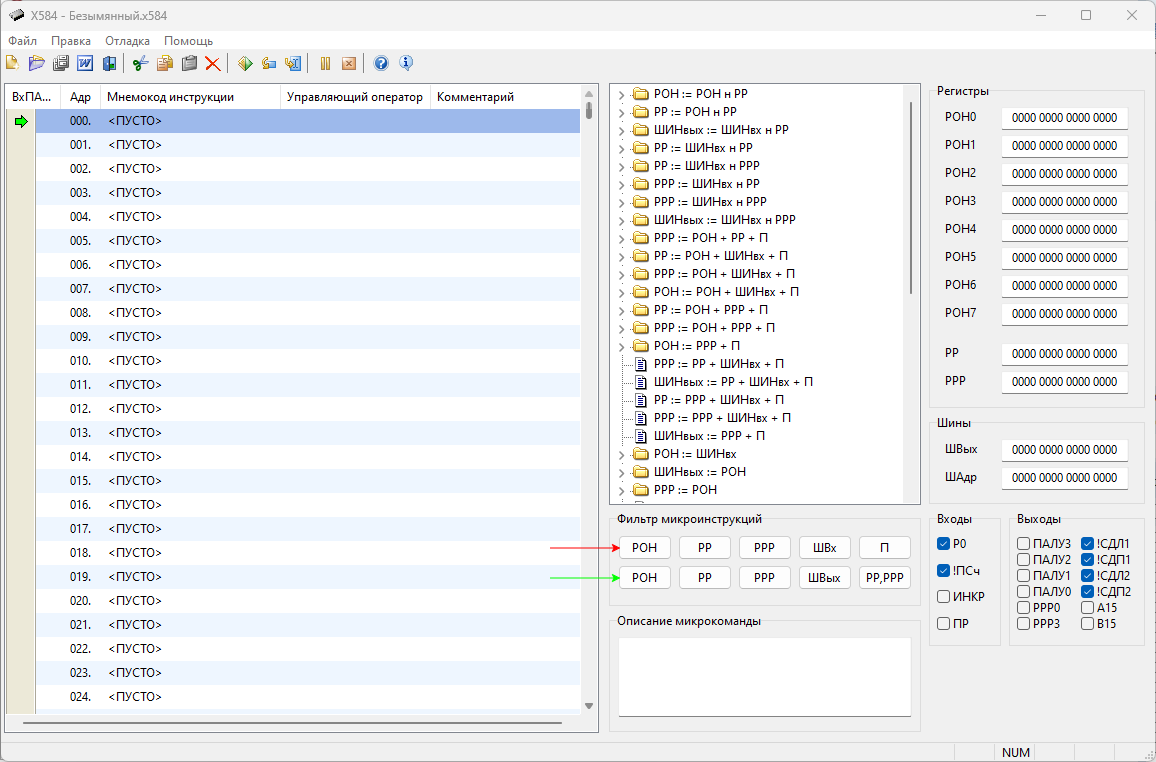 X584 - Безымянный.x584
Файл Правка Отладка Помощь
ВхПА... Адр Мнемокод инструкции Управляющий оператор Комментарий
000. <ПУСТО>
001. <ПУСТО>
002. <ПУСТО>
003. <ПУСТО>
004. <ПУСТО>
005. <ПУСТО>
006. <ПУСТО>
007. <ПУСТО>
008. <ПУСТО>
009. <ПУСТО>
010. <ПУСТО>
011. <ПУСТО>
012. <ПУСТО>
013. <ПУСТО>
014. <ПУСТО>
015. <ПУСТО>
016. <ПУСТО>
017. <ПУСТО>
018. <ПУСТО>
019. <ПУСТО>
020. <ПУСТО>
021. <ПУСТО>
022. <ПУСТО>
023. <ПУСТО>
024. <ПУСТО>
РОН := РОН н РР
РР := РОН н РР
ШИНвых := ШИНвх н РР
РР := ШИНвх н РР
РР := ШИНвх н РРР
РРР := ШИНвх н РР
РРР := ШИНвх н РРР
ШИНвых := ШИНвх н РРР
РРР := РОН + РР + П
РР := РОН + ШИНвх + П
РРР := РОН + ШИНвх + П
РОН := РОН + ШИНвх + П
РР := РОН + РРР + П
РРР := РОН + РРР + П
РОН := РРР + П
РРР := РР + ШИНвх + П
ШИНвых := РР + ШИНвх + П
РР := РРР + ШИНвх + П
РРР := РРР + ШИНвх + П
ШИНвых := РРР + П
РОН := ШИНвх
ШИНвых := РОН
РРР := РОН
Фильтр микроинструкций
РОН РР РРР ШВх П
РОН РР РРР ШВых РР,РРР
Описание микрокоманды
Регистры
РОН0 0000 0000 0000 0000
РОН1 0000 0000 0000 0000
РОН2 0000 0000 0000 0000
РОН3 0000 0000 0000 0000
РОН4 0000 0000 0000 0000
РОН5 0000 0000 0000 0000
РОН6 0000 0000 0000 0000
РОН7 0000 0000 0000 0000
РР 0000 0000 0000 0000
РРР 0000 0000 0000 0000
Шины
ШВых 0000 0000 0000 0000
ШАдр 0000 0000 0000 0000
Входы
Р0
!ПСч
ИНКР
ПР
Выходы
ПАЛУ3 !СДЛ1
ПАЛУ2 !СДП1
ПАЛУ1 !СДЛ2
ПАЛУ0 !СДП2
РРР0 А15
РРР3 В15
NUM